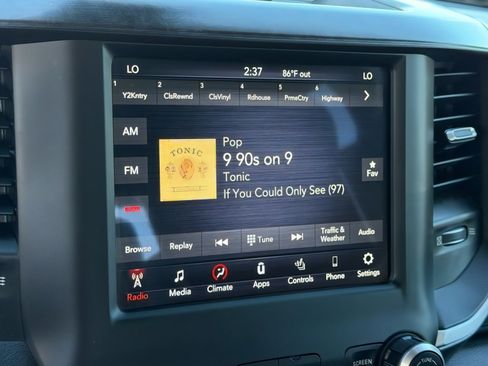 LO 2:37 86°F out LO
1 2 3 4 5 6
Y2Kntry ClsRewnd ClsVinyl Rdhouse PrmeCtry Highway
AM
FM
TONIC
Pop
9 90s on 9
Tonic
If You Could Only See (97)
Fav
Browse Replay Tune Traffic & Weather Audio
Radio Media Climate Apps Controls Phone Settings
SCREEN